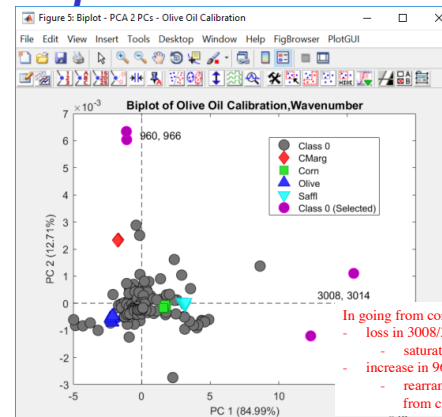 Figure 5: Biplot - PCA 2 PCs - Olive Oil Calibration
File Edit View Insert Tools Desktop Window Help FigBrowser PlotGUI
×10⁻³
Biplot of Olive Oil Calibration,Wavenumber
7
6
5
4
3
2
1
0
-1
-2
-3
PC 2 (12.71%)
960, 966
Class 0
CMarg
Corn
Olive
Saffl
Class 0 (Selected)
3008, 3014
-5
0
5
10
PC 1 (84.99%)
In going from co
- loss in 3008/
- saturat
- increase in 96
- rearran
from c